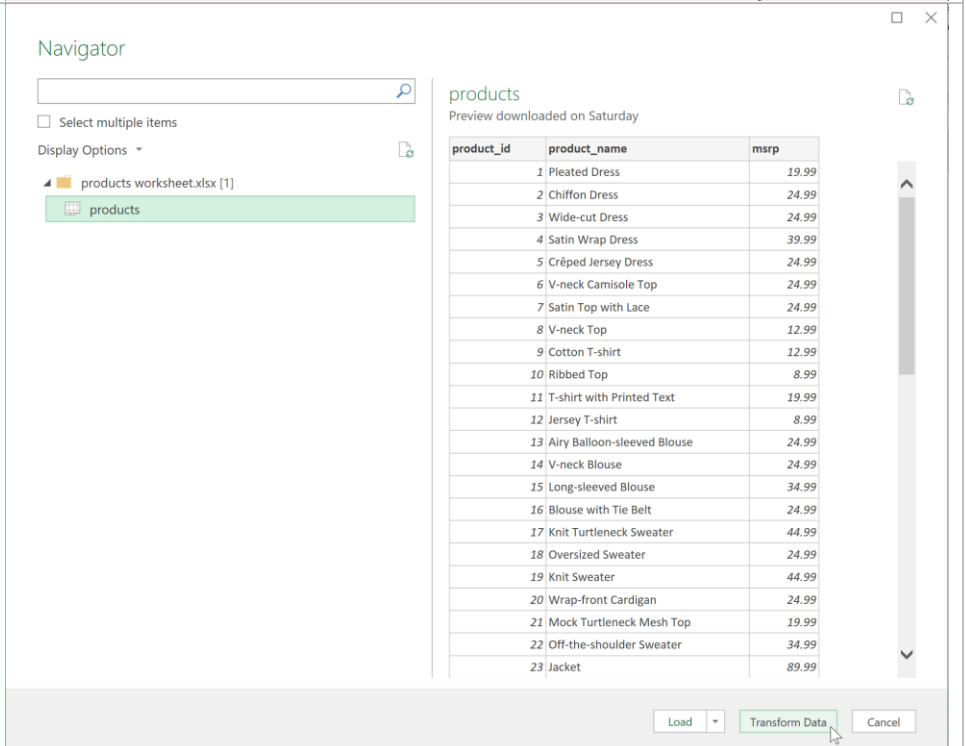 Navigator
Select multiple items
Display Options
products worksheet.xlsx [1]
products
products
Preview downloaded on Saturday
product_id product_name msrp
1 Pleated Dress 19.99
2 Chiffon Dress 24.99
3 Wide-cut Dress 24.99
4 Satin Wrap Dress 39.99
5 Crêped Jersey Dress 24.99
6 V-neck Camisole Top 24.99
7 Satin Top with Lace 24.99
8 V-neck Top 12.99
9 Cotton T-shirt 12.99
10 Ribbed Top 8.99
11 T-shirt with Printed Text 19.99
12 Jersey T-shirt 8.99
13 Airy Balloon-sleeved Blouse 24.99
14 V-neck Blouse 24.99
15 Long-sleeved Blouse 34.99
16 Blouse with Tie Belt 24.99
17 Knit Turtleneck Sweater 44.99
18 Oversized Sweater 24.99
19 Knit Sweater 44.99
20 Wrap-front Cardigan 24.99
21 Mock Turtleneck Mesh Top 19.99
22 Off-the-shoulder Sweater 34.99
23 Jacket 89.99
Load Transform Data Cancel